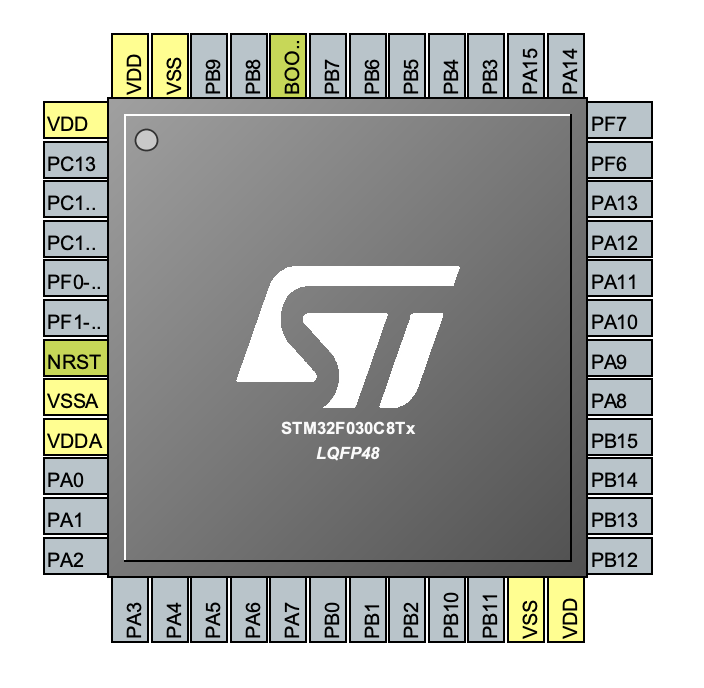 VDD
VSS
PB9
PB8
BOO..
PB7
PB6
PB5
PB4
PB3
PA15
PA14
VDD
PC13
PC1..
PC1..
PF0-..
PF1-..
NRST
VSSA
VDDA
PA0
PA1
PA2
ST
STM32F030C8Tx
LQFP48
PF7
PF6
PA13
PA12
PA11
PA10
PA9
PA8
PB15
PB14
PB13
PB12
PA3
PA4
PA5
PA6
PA7
PB0
PB1
PB2
PB10
PB11
VSS
VDD